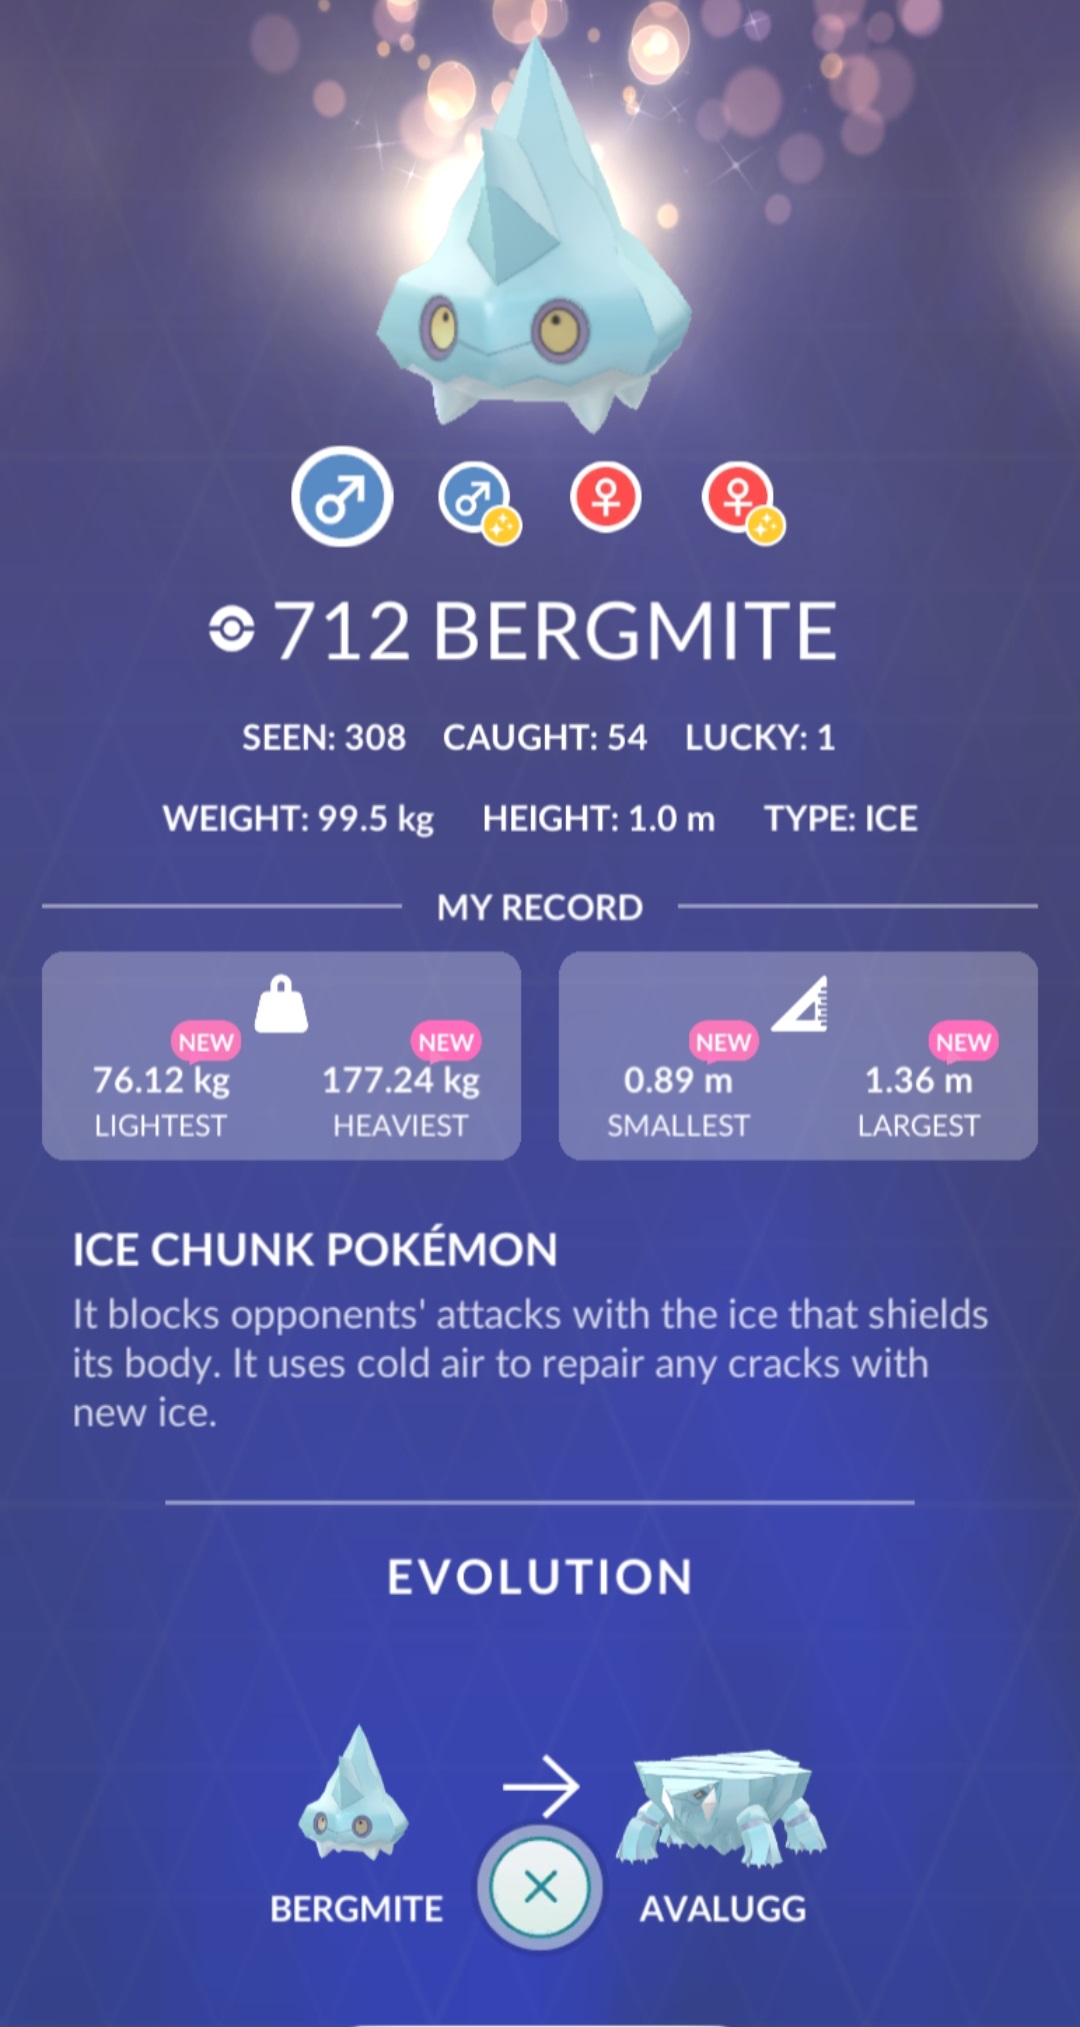 712 BERGMITE
SEEN: 308 CAUGHT: 54 LUCKY: 1
WEIGHT: 99.5 kg HEIGHT: 1.0 m TYPE: ICE
MY RECORD
NEW NEW NEW NEW
76.12 kg 177.24 kg 0.89 m 1.36 m
LIGHTEST HEAVIEST SMALLEST LARGEST
ICE CHUNK POKÉMON
It blocks opponents' attacks with the ice that shields
its body. It uses cold air to repair any cracks with
new ice.
EVOLUTION
BERGMITE AVALUGG